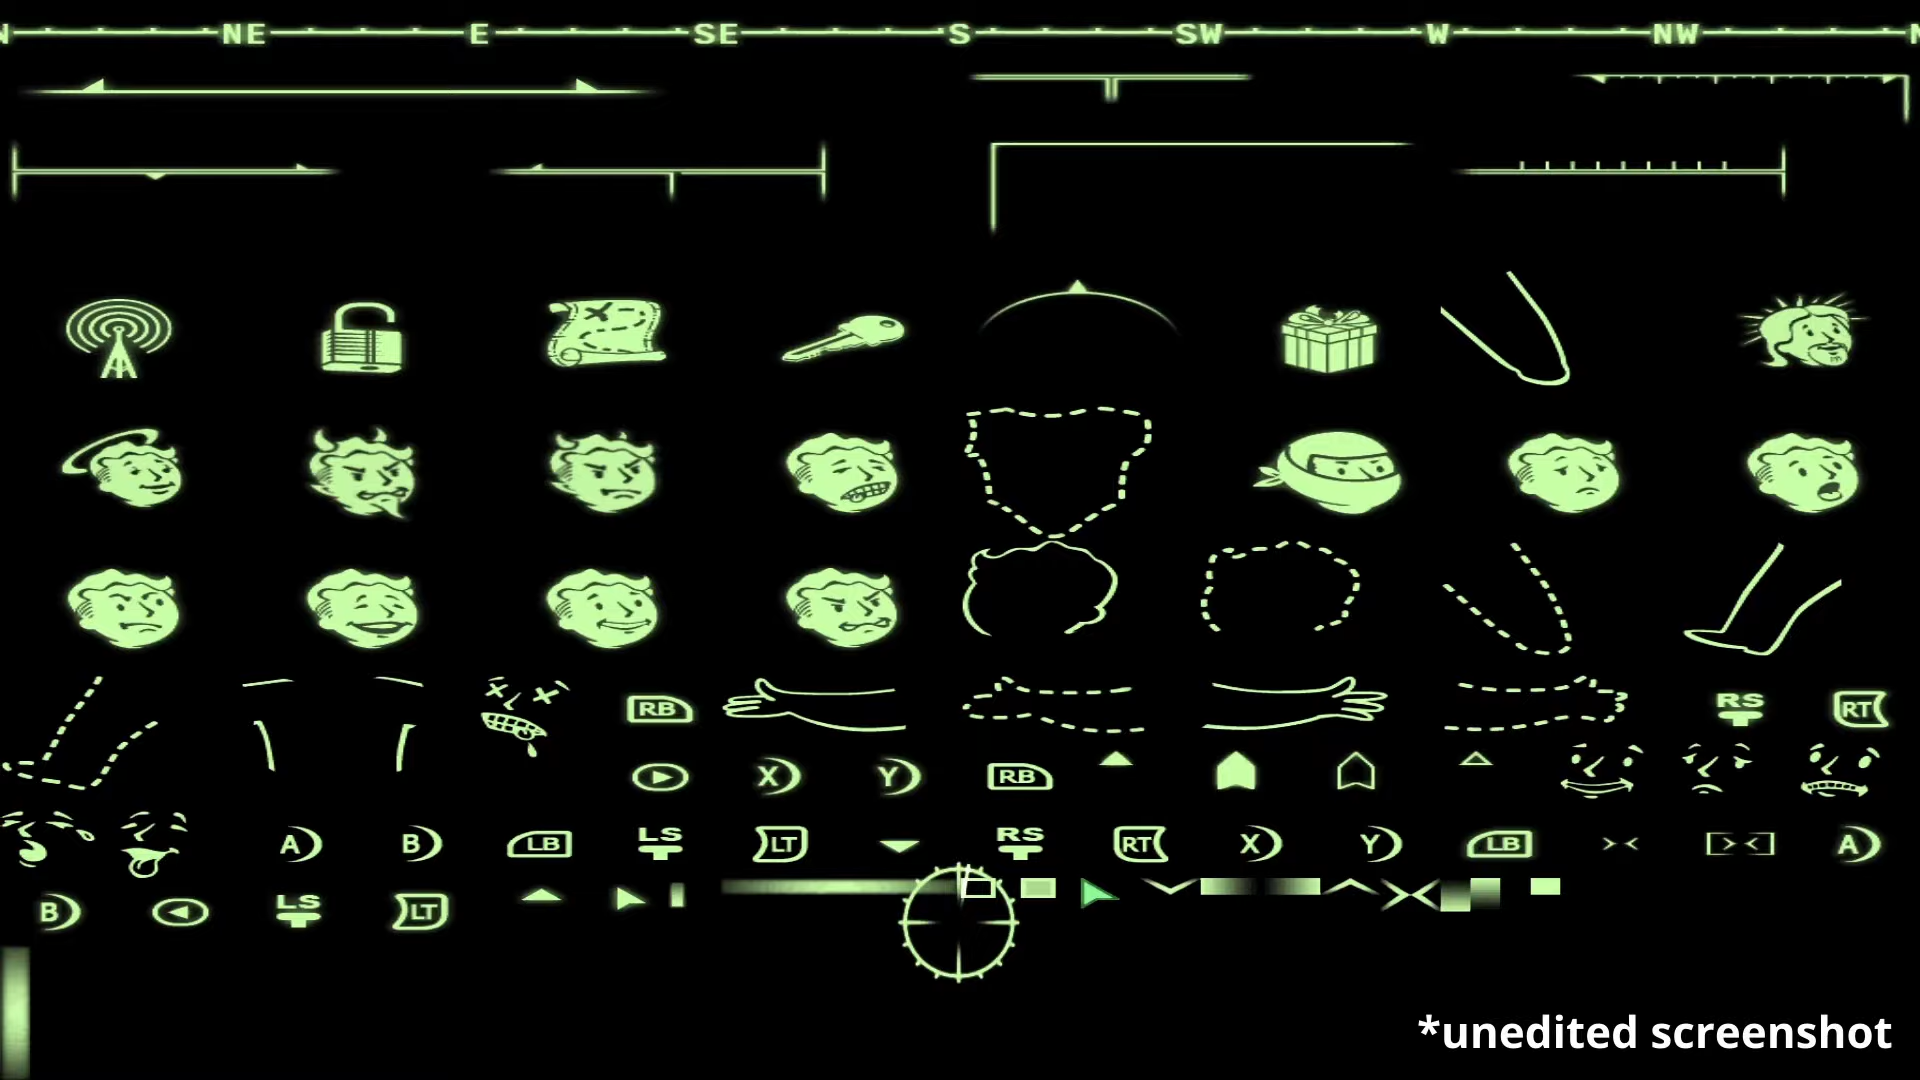 N NE E SE S SW W NW N
RB RS RT
X Y RB
A B LB LS LT RS RT X Y LB >< [><] A
B LS LT
*unedited screenshot